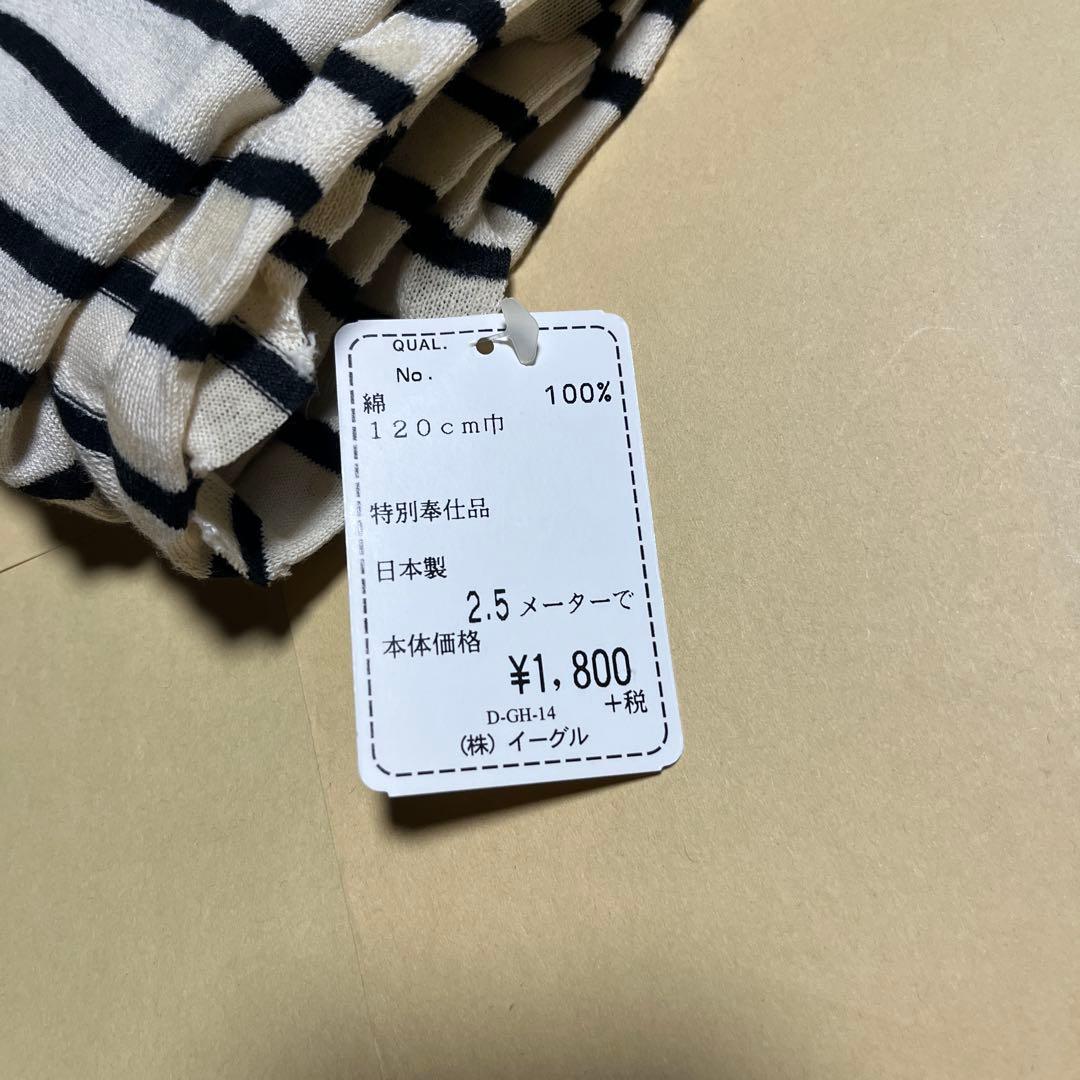 QUAL.
No.
綿 100%
120cm巾
特別奉仕品
日本製
2.5メーターで
本体価格
¥1,800
+税
D-GH-14
(株)イーグル